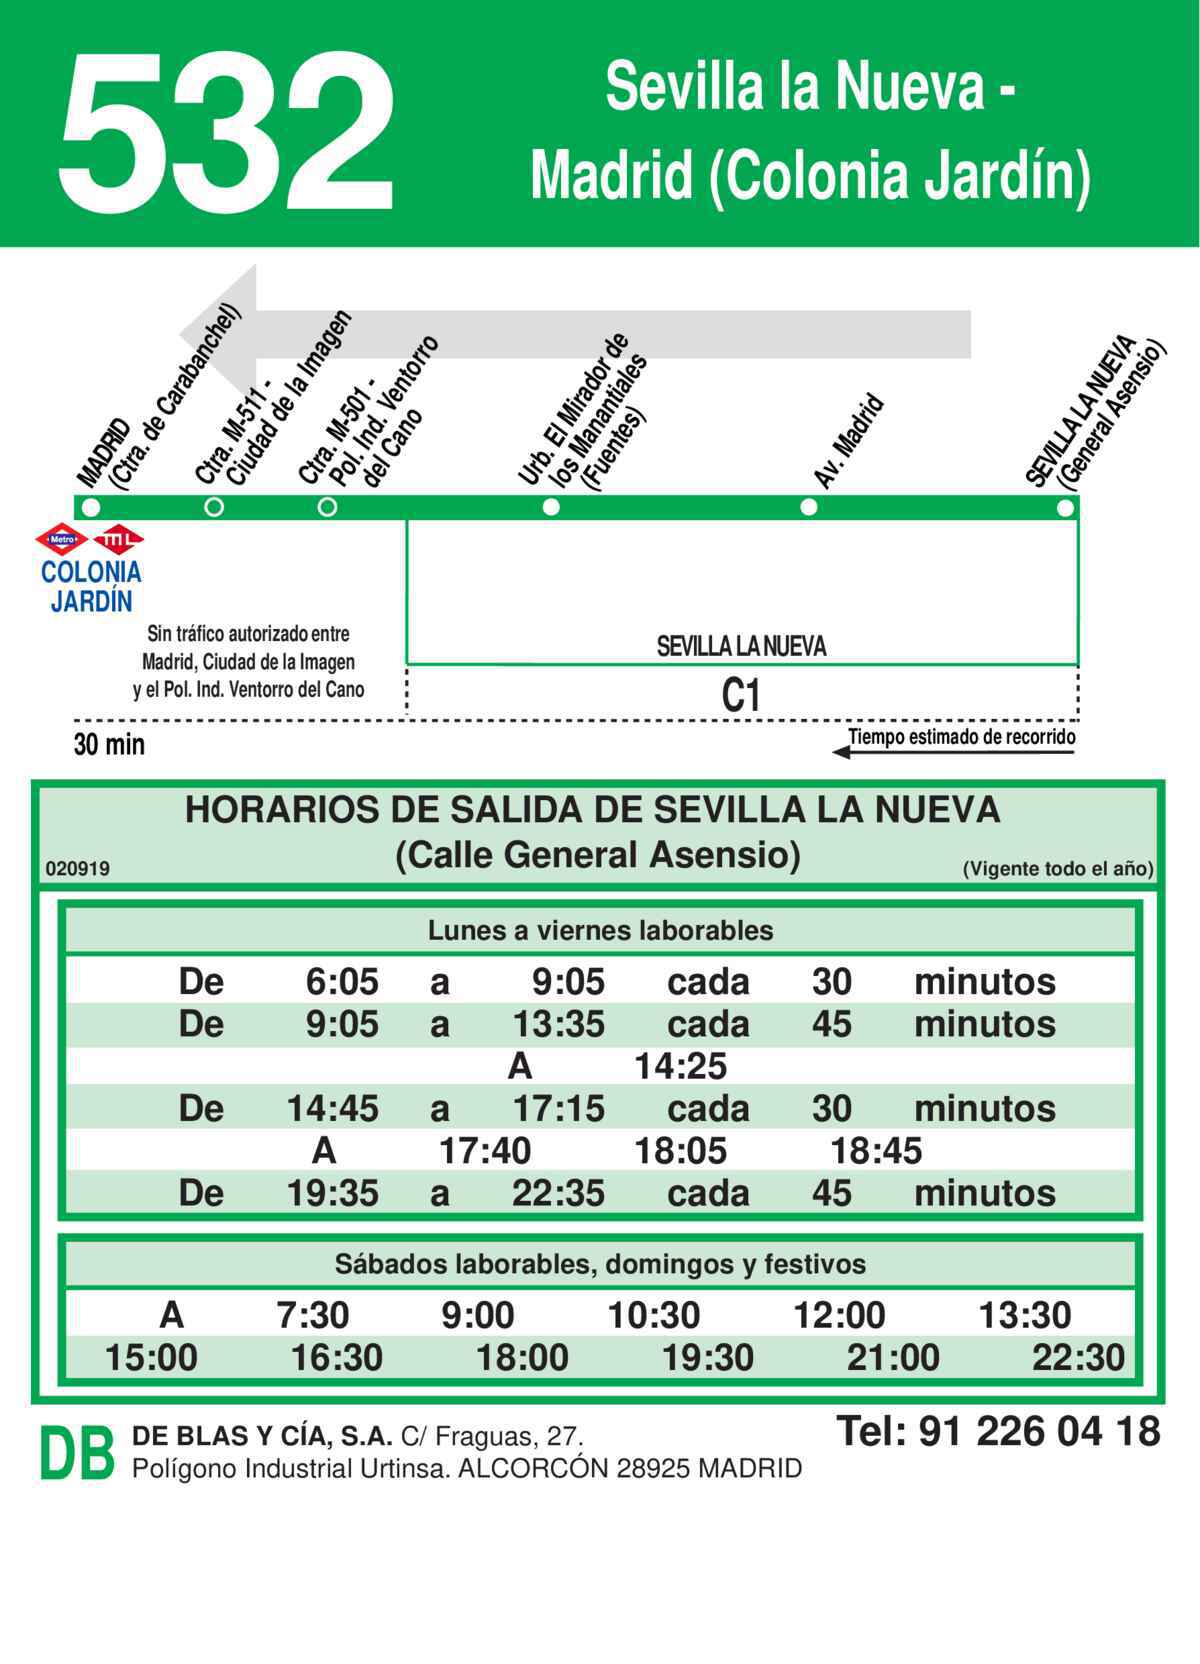 532
Sevilla la Nueva -
Madrid (Colonia Jardín)
MADRID
(Ctra. de Carabanchel)
Ctra. M-511 -
Ciudad de la Imagen
Ctra. M-501 -
Pol. Ind. Ventorro
del Cano
Urb. El Mirador de
los Manantiales
(Fuentes)
Av. Madrid
SEVILLA LA NUEVA
(General Asensio)
Metro ML
COLONIA
JARDÍN
Sin tráfico autorizado entre
Madrid, Ciudad de la Imagen
y el Pol. Ind. Ventorro del Cano
SEVILLA LA NUEVA
C1
30 min
Tiempo estimado de recorrido
HORARIOS DE SALIDA DE SEVILLA LA NUEVA
(Calle General Asensio)
020919 (Vigente todo el año)
Lunes a viernes laborables
De 6:05 a 9:05 cada 30 minutos
De 9:05 a 13:35 cada 45 minutos
A 14:25
De 14:45 a 17:15 cada 30 minutos
A 17:40 18:05 18:45
De 19:35 a 22:35 cada 45 minutos
Sábados laborables, domingos y festivos
A 7:30 9:00 10:30 12:00 13:30
15:00 16:30 18:00 19:30 21:00 22:30
DB
DE BLAS Y CÍA, S.A. C/ Fraguas, 27.
Polígono Industrial Urtinsa. ALCORCÓN 28925 MADRID
Tel: 91 226 04 18